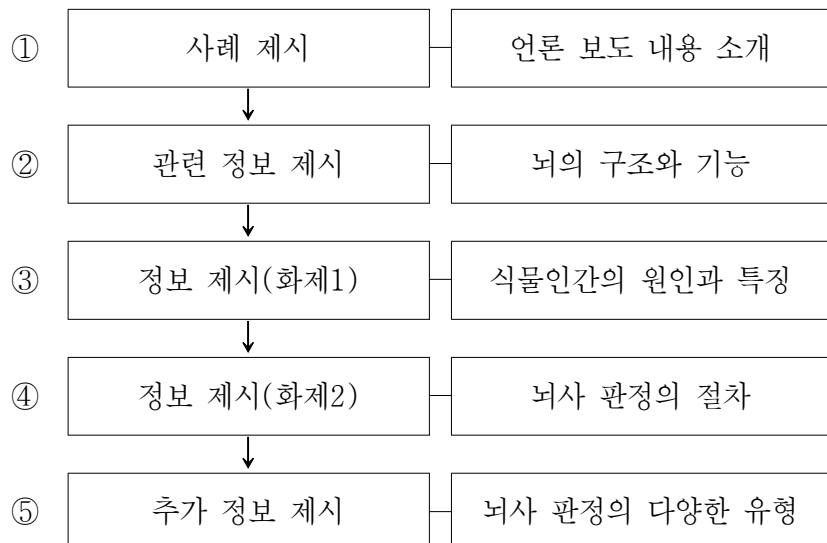 ① 사례 제시 언론 보도 내용 소개
② 관련 정보 제시 뇌의 구조와 기능
③ 정보 제시(화제1) 식물인간의 원인과 특징
④ 정보 제시(화제2) 뇌사 판정의 절차
⑤ 추가 정보 제시 뇌사 판정의 다양한 유형